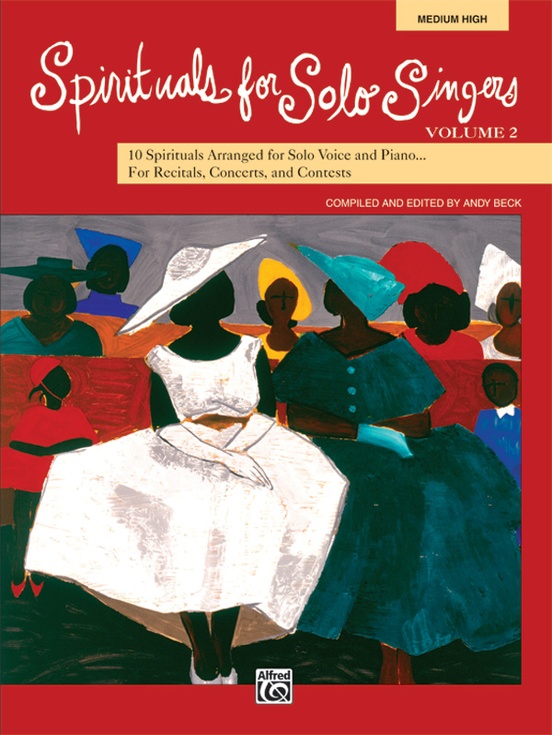 MEDIUM HIGH
Spirituals for Solo Singers
VOLUME 2
10 Spirituals Arranged for Solo Voice and Piano...
For Recitals, Concerts, and Contests
COMPILED AND EDITED BY ANDY BECK
Alfred